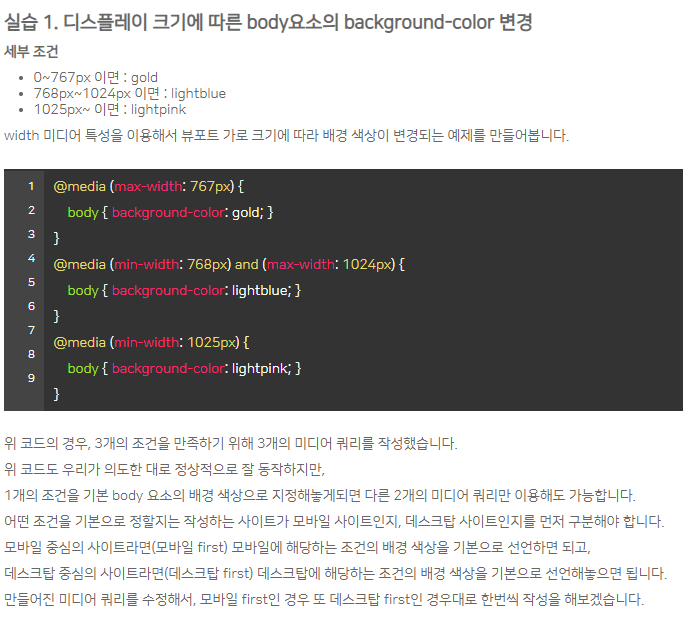 실습 1. 디스플레이 크기에 따른 body요소의 background-color 변경
세부 조건
• 0~767px 이면 : gold
• 768px~1024px 이면 : lightblue
• 1025px~ 이면 : lightpink
width 미디어 특성을 이용해서 뷰포트 가로 크기에 따라 배경 색상이 변경되는 예제를 만들어봅니다.
1 @media (max-width: 767px) {
2 body { background-color: gold; }
3 }
4 @media (min-width: 768px) and (max-width: 1024px) {
5 body { background-color: lightblue; }
6 }
7 @media (min-width: 1025px) {
8 body { background-color: lightpink; }
9 }
위 코드의 경우, 3개의 조건을 만족하기 위해 3개의 미디어 쿼리를 작성했습니다.
위 코드도 우리가 의도한 대로 정상적으로 잘 동작하지만,
1개의 조건을 기본 body 요소의 배경 색상으로 지정해놓게되면 다른 2개의 미디어 쿼리만 이용해도 가능합니다.
어떤 조건을 기본으로 정할지는 작성하는 사이트가 모바일 사이트인지, 데스크탑 사이트인지를 먼저 구분해야 합니다.
모바일 중심의 사이트라면(모바일 first) 모바일에 해당하는 조건의 배경 색상을 기본으로 선언하면 되고,
데스크탑 중심의 사이트라면(데스크탑 first) 데스크탑에 해당하는 조건의 배경 색상을 기본으로 선언해놓으면 됩니다.
만들어진 미디어 쿼리를 수정해서, 모바일 first인 경우 또 데스크탑 first인 경우대로 한번씩 작성을 해보겠습니다.